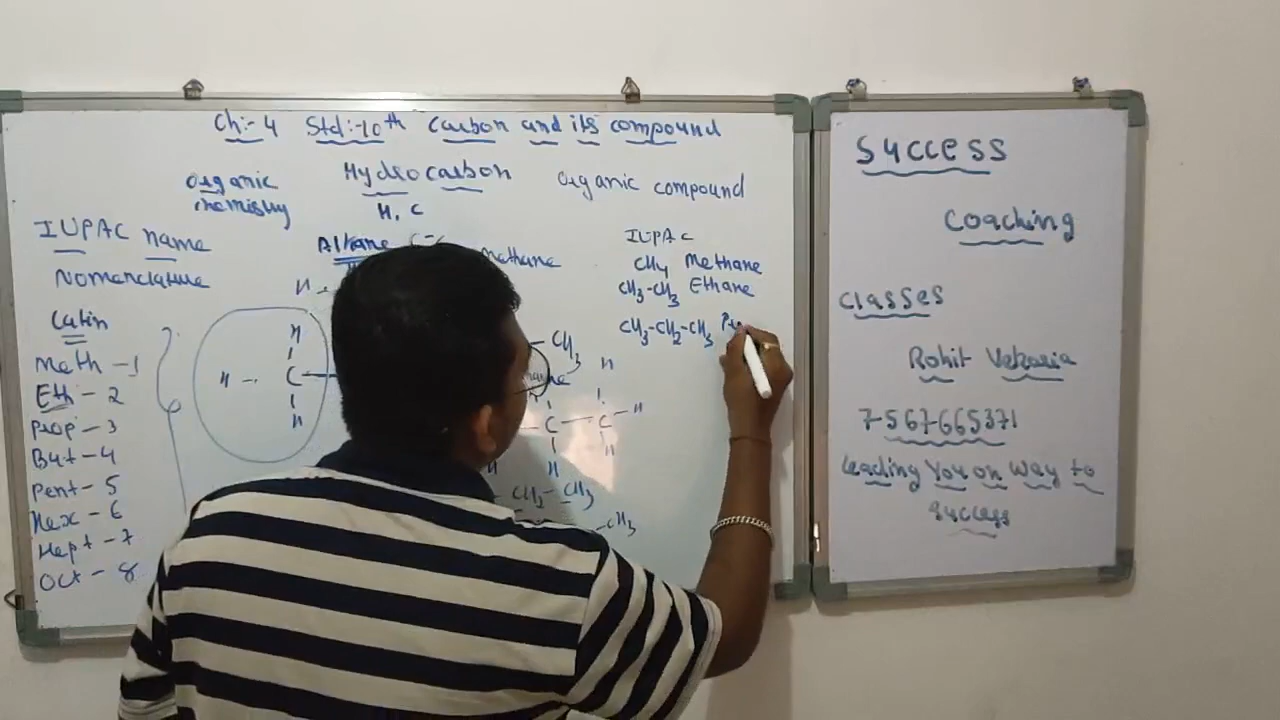 Ch:- 4 Std:-10th Carbon and its compound
Organic chemistry
Hydrocarbon
H, C
Organic compound
IUPAC name
Nomenclature
Latin
Meth - 1
Eth - 2
Prop - 3
But - 4
Pent - 5
Hex - 6
Hept - 7
Oct - 8
Alkane
H
H
H - C
H
CH3
H
C - C - H
H H
CH2 - CH3
- CH3
IUPAC
CH4 Methane
CH3-CH3 Ethane
CH3-CH2-CH3
Success
Coaching
Classes
Rohit Vekaria
7567665371
Leading You on Way to
Success